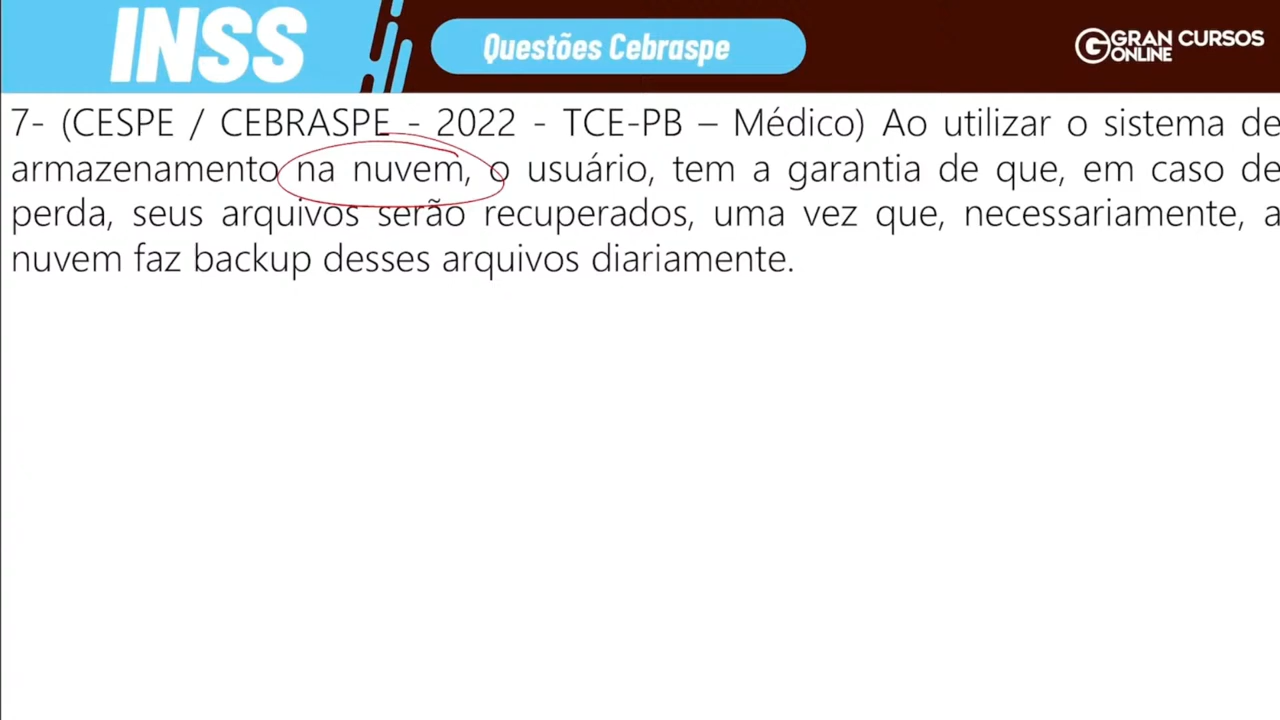 INSS
Questões Cebraspe
GRAN CURSOS
ONLINE
7- (CESPE / CEBRASPE - 2022 - TCE-PB – Médico) Ao utilizar o sistema de
armazenamento na nuvem, o usuário, tem a garantia de que, em caso de
perda, seus arquivos serão recuperados, uma vez que, necessariamente, a
nuvem faz backup desses arquivos diariamente.